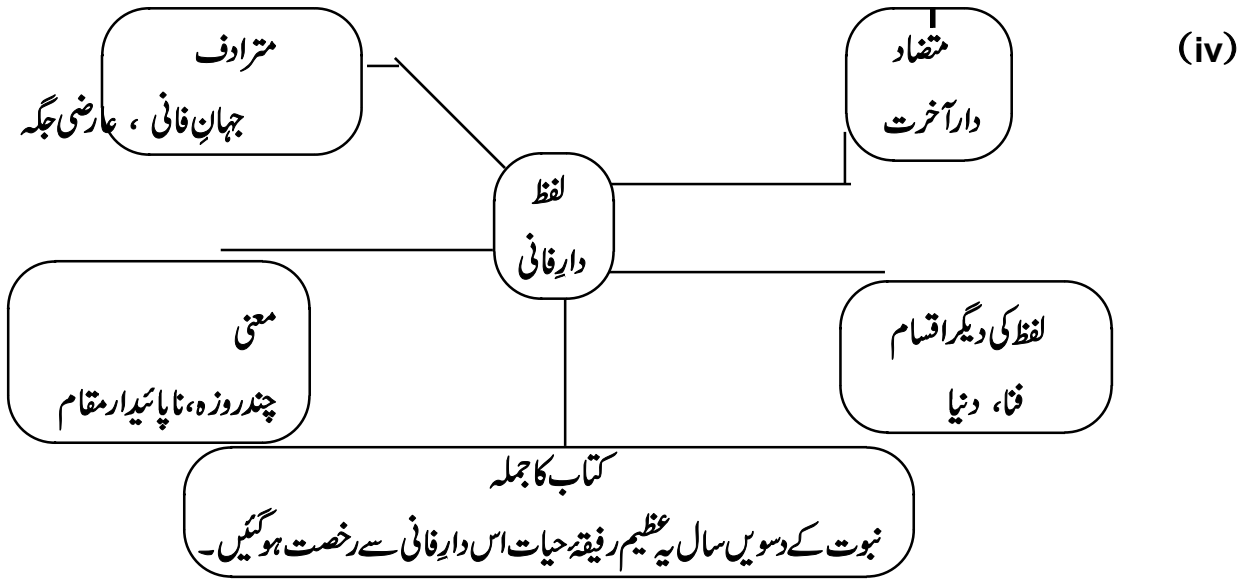 (iv)
متضاد
دارآخرت
مترادف
جہانِ فانی ، عارضی جگہ
لفظ
دارِفانی
لفظ کی دیگر اقسام
فنا، دنیا
معنی
چندروزہ،ناپائیدارمقام
کتاب کا جملہ
نبوت کے دسویں سال یہ عظیم رفیقۂ حیات اس دارِفانی سے رخصت ہوگئیں۔